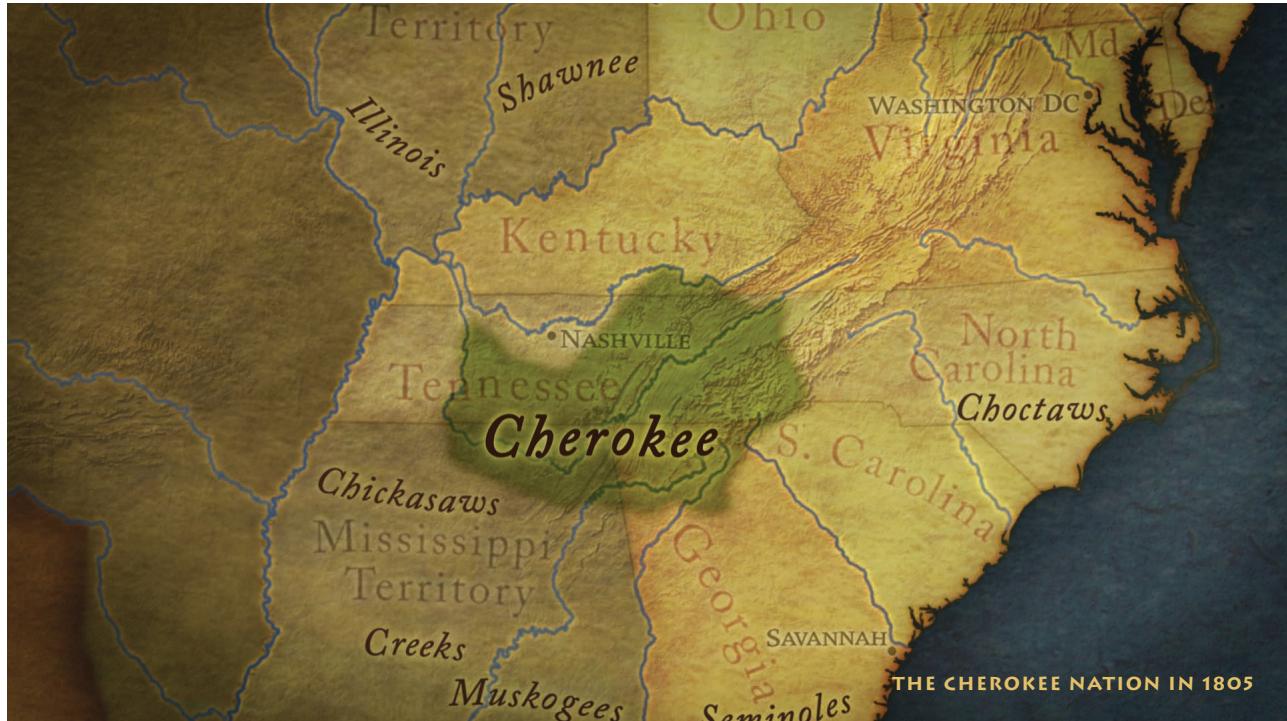 Territory
Ohio
Shawnee
Md.
Illinois
WASHINGTON DC
De.
Virginia
Kentucky
NASHVILLE
North
Carolina
Tennessee
Choctaws
Cherokee
S. Carolina
Chickasaws
Mississippi
Territory
Georgia
Creeks
SAVANNAH
Muskogees
THE CHEROKEE NATION IN 1805
Seminoles